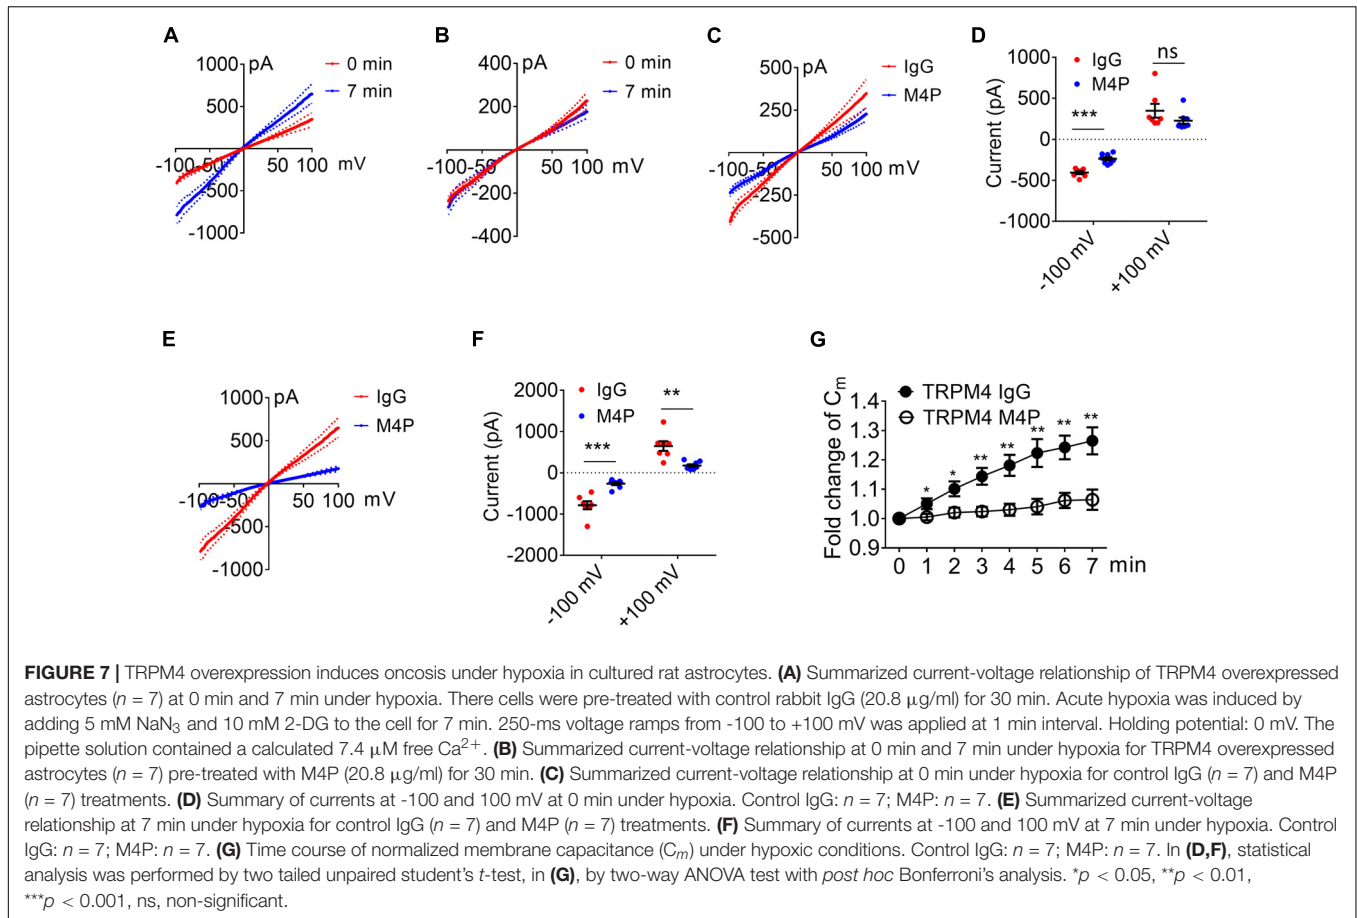 A
1000
pA
0 min
7 min
500
-100 -50
50 100 mV
-500
-1000
B
400
pA
0 min
7 min
200
-100 -50
50 100 mV
-200
-400
C
500
pA
IgG
M4P
250
-100 -50
50 100 mV
-250
-500
D
Current (pA)
1000
500
0
-500
-1000
IgG
M4P
***
ns
-100 mV
+100 mV
E
1000
pA
IgG
M4P
500
-100 -50
50 100 mV
-500
-1000
F
Current (pA)
2000
1000
0
-1000
-2000
IgG
M4P
***
**
-100 mV
+100 mV
G
Fold change of Cm
1.4
1.3
1.2
1.1
1.0
0.9
TRPM4 IgG
TRPM4 M4P
* * ** ** ** ** **
0 1 2 3 4 5 6 7 min
FIGURE 7 | TRPM4 overexpression induces oncosis under hypoxia in cultured rat astrocytes. (A) Summarized current-voltage relationship of TRPM4 overexpressed
astrocytes (n = 7) at 0 min and 7 min under hypoxia. There cells were pre-treated with control rabbit IgG (20.8 μg/ml) for 30 min. Acute hypoxia was induced by
adding 5 mM NaN3 and 10 mM 2-DG to the cell for 7 min. 250-ms voltage ramps from -100 to +100 mV was applied at 1 min interval. Holding potential: 0 mV. The
pipette solution contained a calculated 7.4 μM free Ca2+. (B) Summarized current-voltage relationship at 0 min and 7 min under hypoxia for TRPM4 overexpressed
astrocytes (n = 7) pre-treated with M4P (20.8 μg/ml) for 30 min. (C) Summarized current-voltage relationship at 0 min under hypoxia for control IgG (n = 7) and M4P
(n = 7) treatments. (D) Summary of currents at -100 and 100 mV at 0 min under hypoxia. Control IgG: n = 7; M4P: n = 7. (E) Summarized current-voltage
relationship at 7 min under hypoxia for control IgG (n = 7) and M4P (n = 7) treatments. (F) Summary of currents at -100 and 100 mV at 7 min under hypoxia. Control
IgG: n = 7; M4P: n = 7. (G) Time course of normalized membrane capacitance (Cm) under hypoxic conditions. Control IgG: n = 7; M4P: n = 7. In (D,F), statistical
analysis was performed by two tailed unpaired student's t-test, in (G), by two-way ANOVA test with post hoc Bonferroni's analysis. *p < 0.05, **p < 0.01,
***p < 0.001, ns, non-significant.